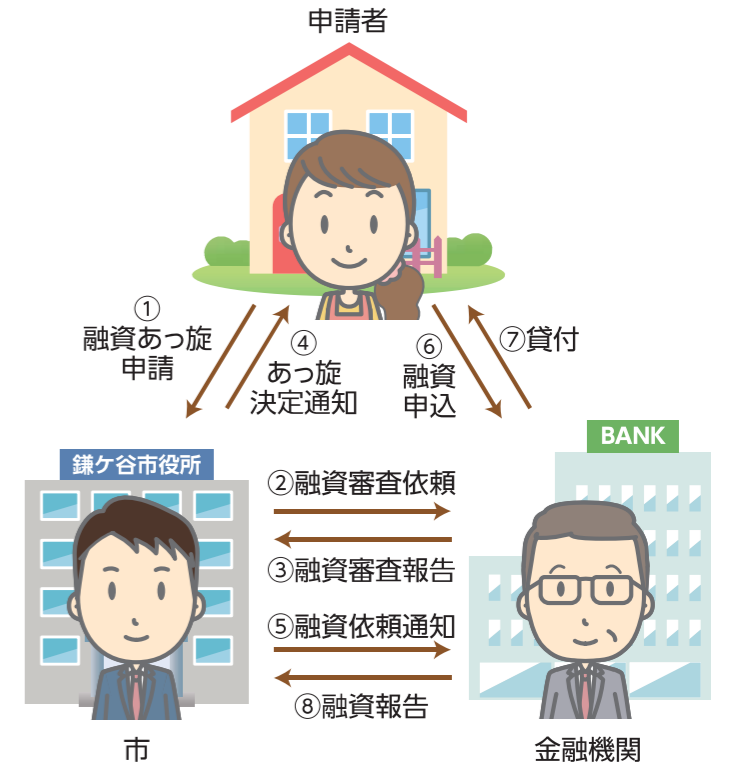 申請者
①
融資あっ旋
申請
④
あっ旋
決定通知
⑥
融資
申込
⑦貸付
鎌ケ谷市役所
BANK
②融資審査依頼
③融資審査報告
⑤融資依頼通知
⑧融資報告
市
金融機関